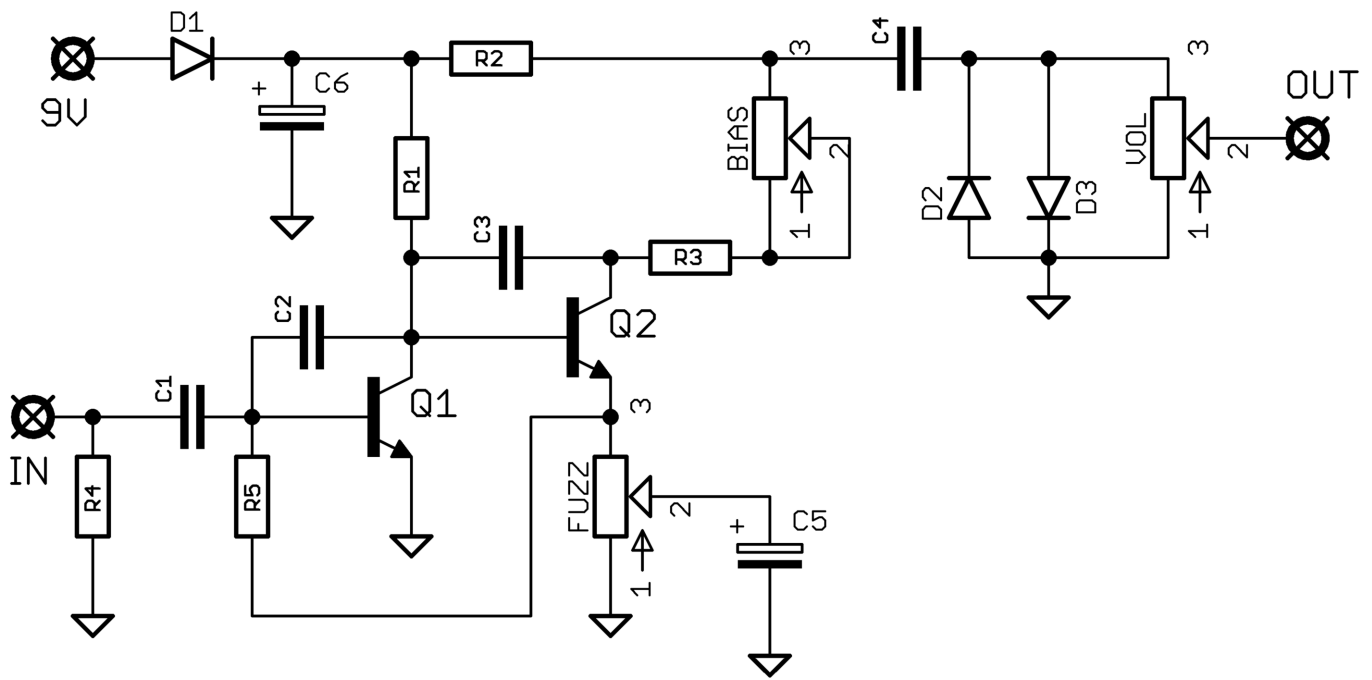 D1
9V
+
C6
R2
R1
3
BIAS
2
1
C4
D2
D3
3
VOL
2
1
OUT
C3
R3
C2
Q2
C1
Q1
IN
R4
R5
3
FUZZ
2
1
+
C5